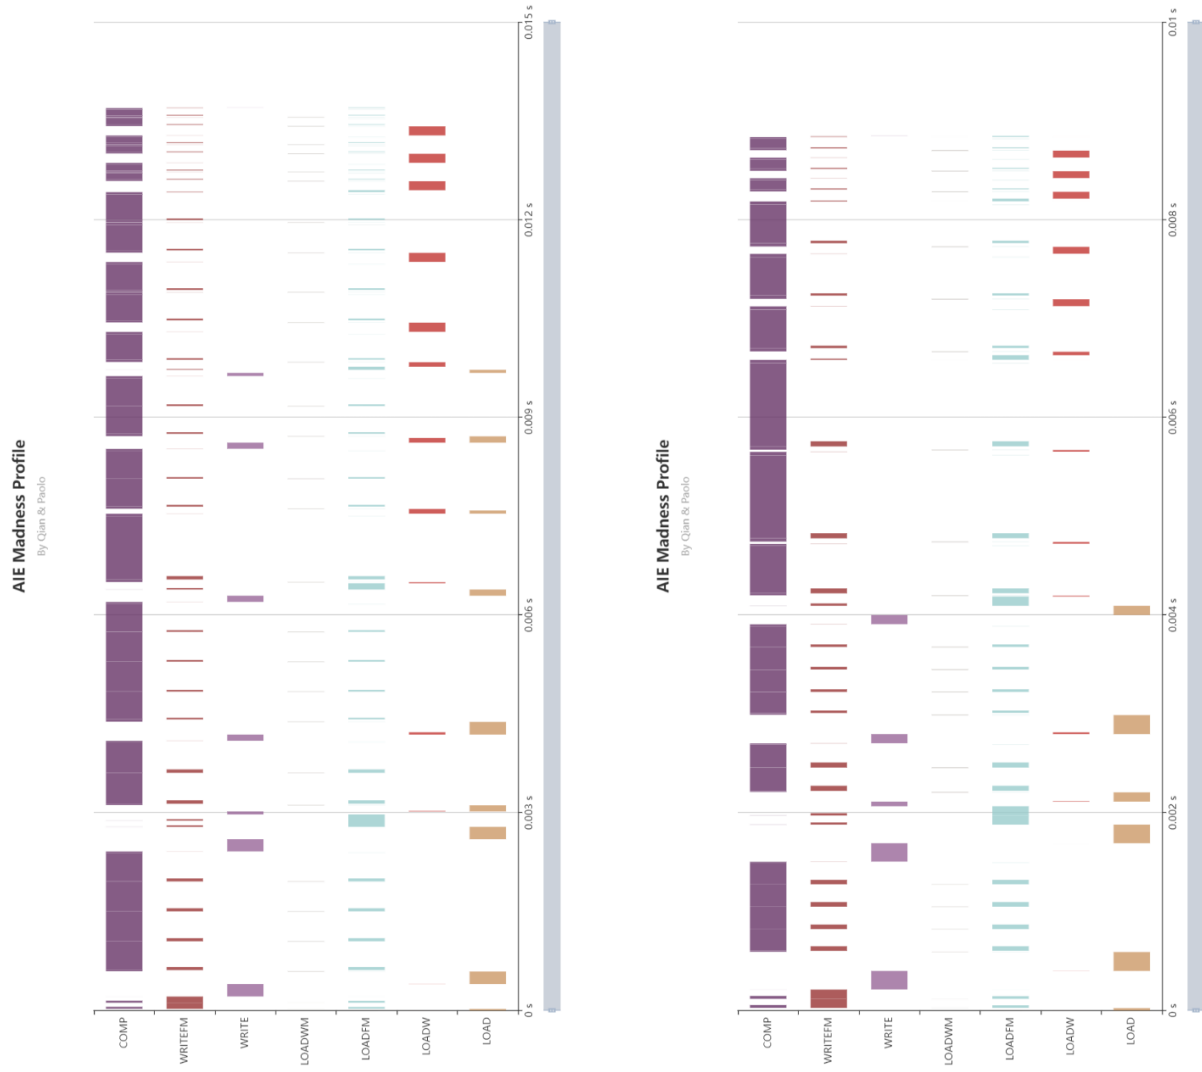 AIE Madness Profile
By Qian & Paolo
COMP
WRITEFM
WRITE
LOADWM
LOADFM
LOADW
LOAD
0 s
0.003 s
0.006 s
0.009 s
0.012 s
0.015 s
AIE Madness Profile
By Qian & Paolo
COMP
WRITEFM
WRITE
LOADWM
LOADFM
LOADW
LOAD
0 s
0.002 s
0.004 s
0.006 s
0.008 s
0.01 s